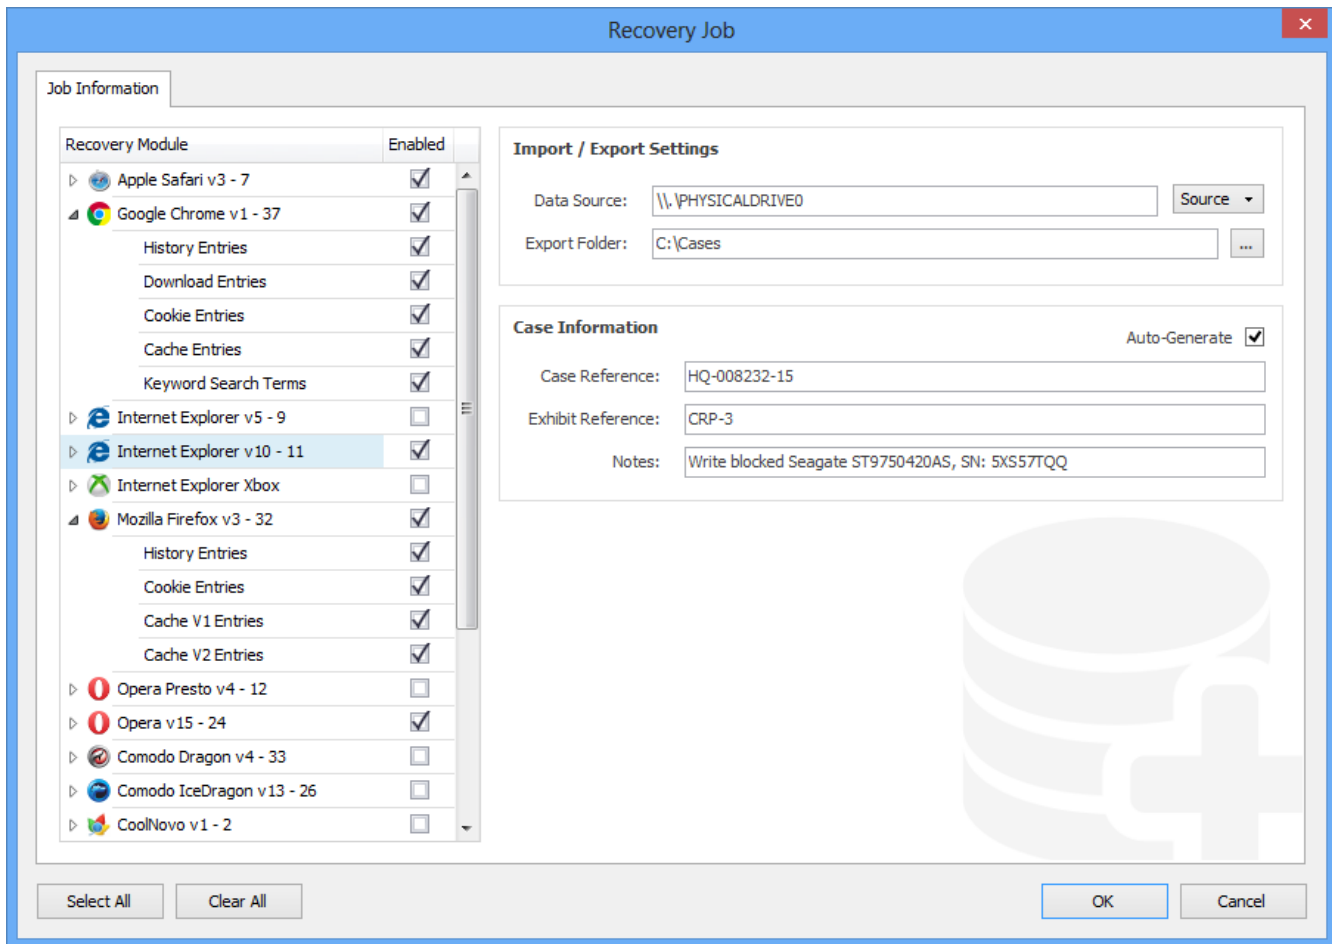 Recovery Job
Job Information
Recovery Module Enabled
Apple Safari v3 - 7
Google Chrome v1 - 37
History Entries
Download Entries
Cookie Entries
Cache Entries
Keyword Search Terms
Internet Explorer v5 - 9
Internet Explorer v10 - 11
Internet Explorer Xbox
Mozilla Firefox v3 - 32
History Entries
Cookie Entries
Cache V1 Entries
Cache V2 Entries
Opera Presto v4 - 12
Opera v15 - 24
Comodo Dragon v4 - 33
Comodo IceDragon v13 - 26
CoolNovo v1 - 2
Import / Export Settings
Data Source: \\.\PHYSICALDRIVE0 Source
Export Folder: C:\Cases ...
Case Information
Auto-Generate
Case Reference: HQ-008232-15
Exhibit Reference: CRP-3
Notes: Write blocked Seagate ST9750420AS, SN: 5XS57TQQ
Select All Clear All OK Cancel